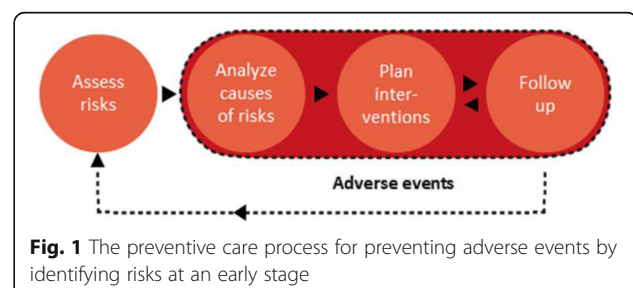 Assess
risks
Analyze
causes
of risks
Plan
inter-
ventions
Follow
up
Adverse events
Fig. 1 The preventive care process for preventing adverse events by
identifying risks at an early stage